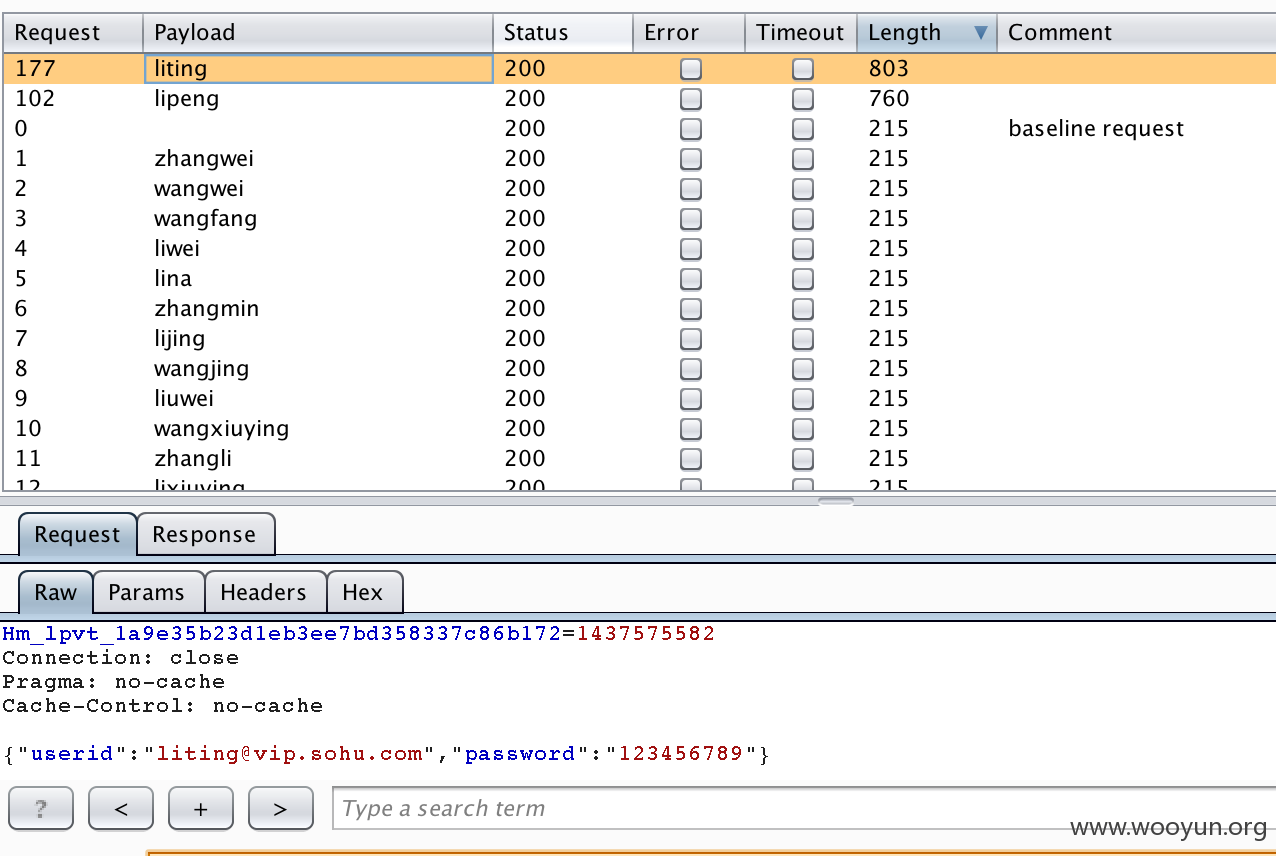 Request Payload Status Error Timeout Length Comment
177 liting 200 803
102 lipeng 200 760
0 200 215 baseline request
1 zhangwei 200 215
2 wangwei 200 215
3 wangfang 200 215
4 liwei 200 215
5 lina 200 215
6 zhangmin 200 215
7 lijing 200 215
8 wangjing 200 215
9 liuwei 200 215
10 wangxiuying 200 215
11 zhangli 200 215
12 lixiuying 200 215
Request Response
Raw Params Headers Hex
Hm_lpvt_1a9e35b23d1eb3ee7bd358337c86b172=1437575582
Connection: close
Pragma: no-cache
Cache-Control: no-cache
{"userid":"liting@vip.sohu.com","password":"123456789"}
? < + > Type a search term
www.wooyun.org